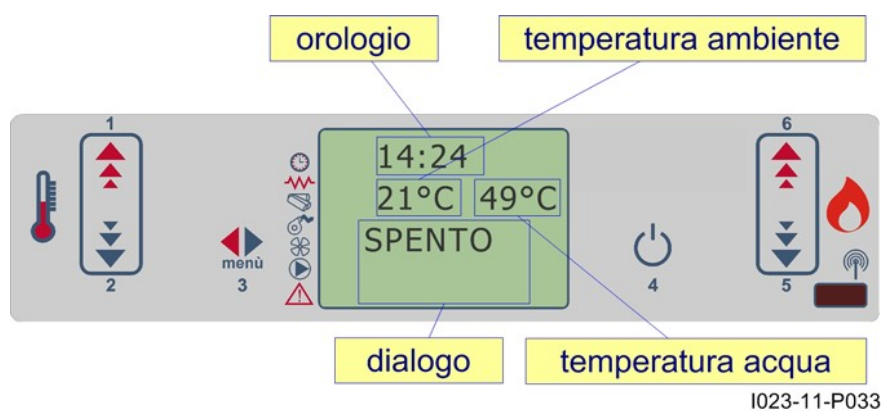 orologio
temperatura ambiente
1
6
14:24
21°C 49°C
SPENTO
menù
2
3
4
5
dialogo
temperatura acqua
I023-11-P033